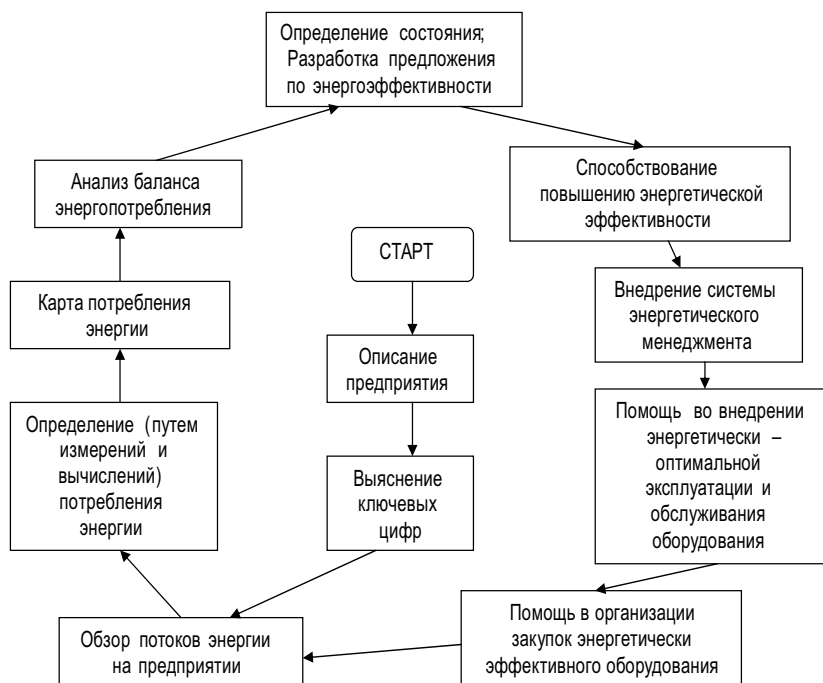 Определение состояния;
Разработка предложения
по энергоэффективности
Анализ баланса
энергопотребления
Способствование
повышению энергетической
эффективности
СТАРТ
Карта потребления
энергии
Внедрение системы
энергетического
менеджмента
Описание
предприятия
Определение (путем
измерений и
вычислений)
потребления
энергии
Помощь во внедрении
энергетически –
оптимальной
эксплуатации и
обслуживания
оборудования
Выяснение
ключевых
цифр
Обзор потоков энергии
на предприятии
Помощь в организации
закупок энергетически
эффективного оборудования